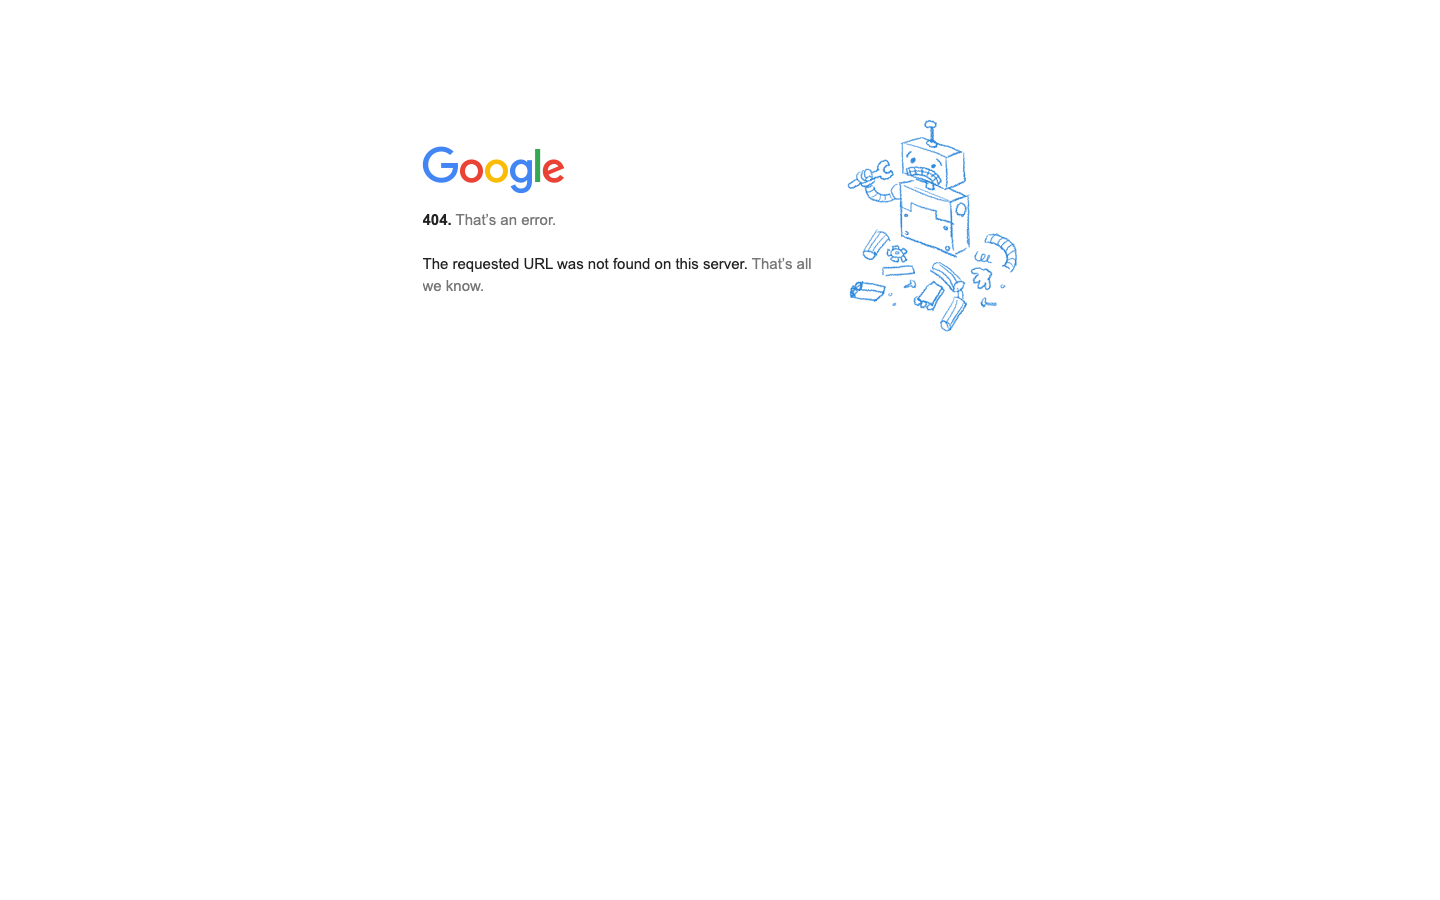 Google
404. That’s an error.
The requested URL was not found on this server. That’s all
we know.